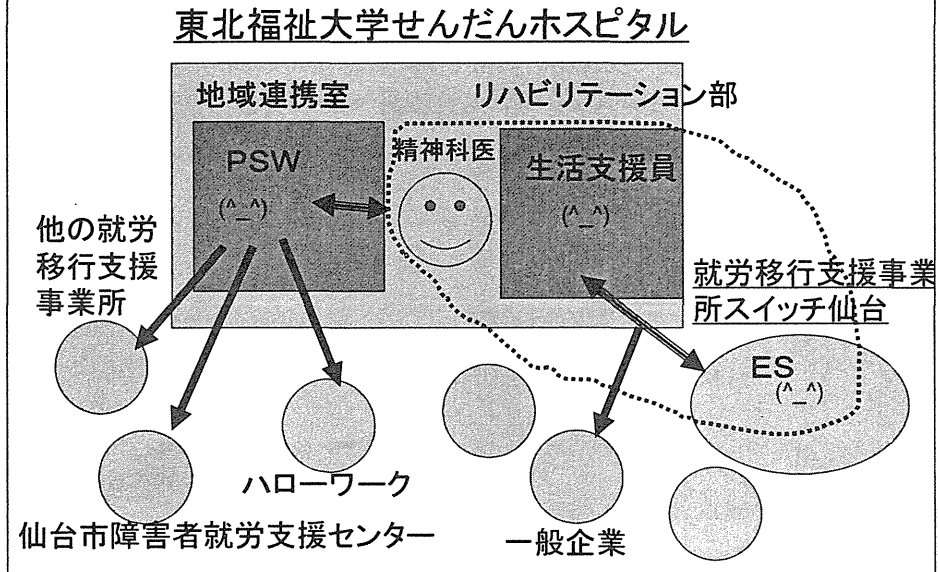 東北福祉大学せんだんホスピタル
地域連携室
リハビリテーション部
PSW
(^_^)
精神科医
生活支援員
(^_^)
他の就労
移行支援
事業所
就労移行支援事業
所スイッチ仙台
ES
(^_^)
ハローワーク
仙台市障害者就労支援センター
一般企業